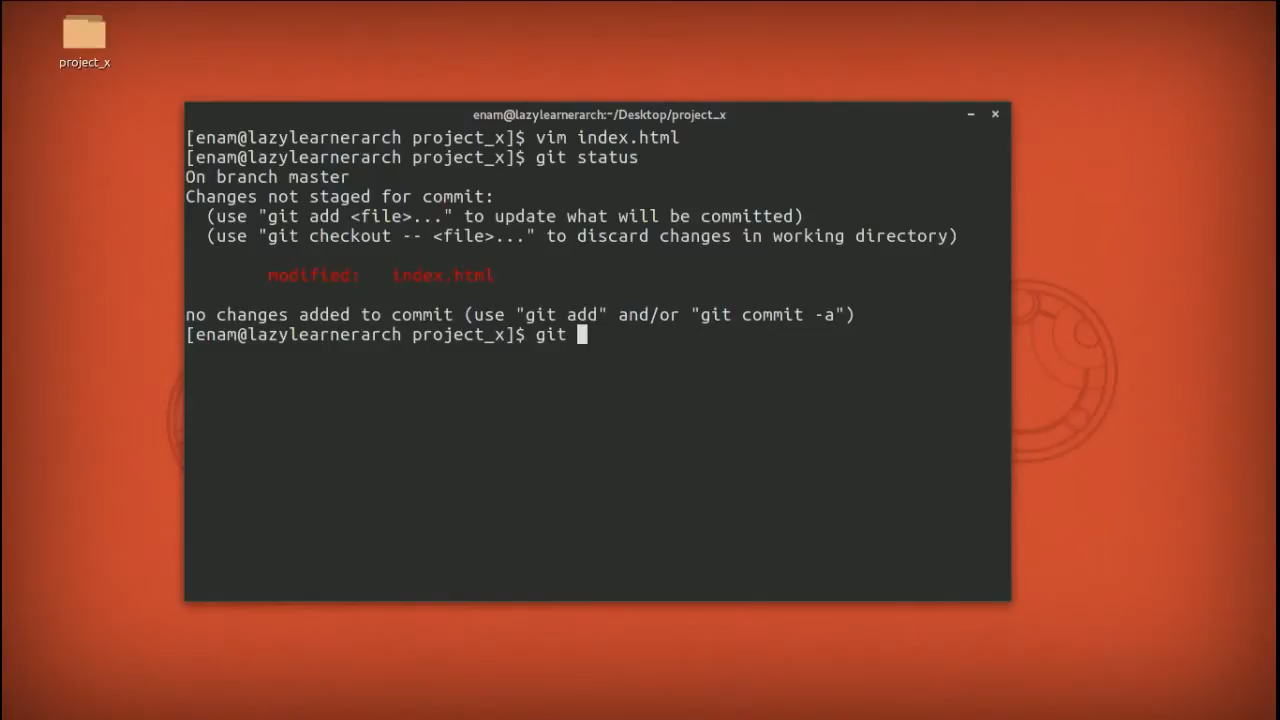 project_x
enam@lazylearnerarch:~/Desktop/project_x
[enam@lazylearnerarch project_x]$ vim index.html
[enam@lazylearnerarch project_x]$ git status
On branch master
Changes not staged for commit:
  (use "git add <file>..." to update what will be committed)
  (use "git checkout -- <file>..." to discard changes in working directory)
        modified:   index.html
no changes added to commit (use "git add" and/or "git commit -a")
[enam@lazylearnerarch project_x]$ git